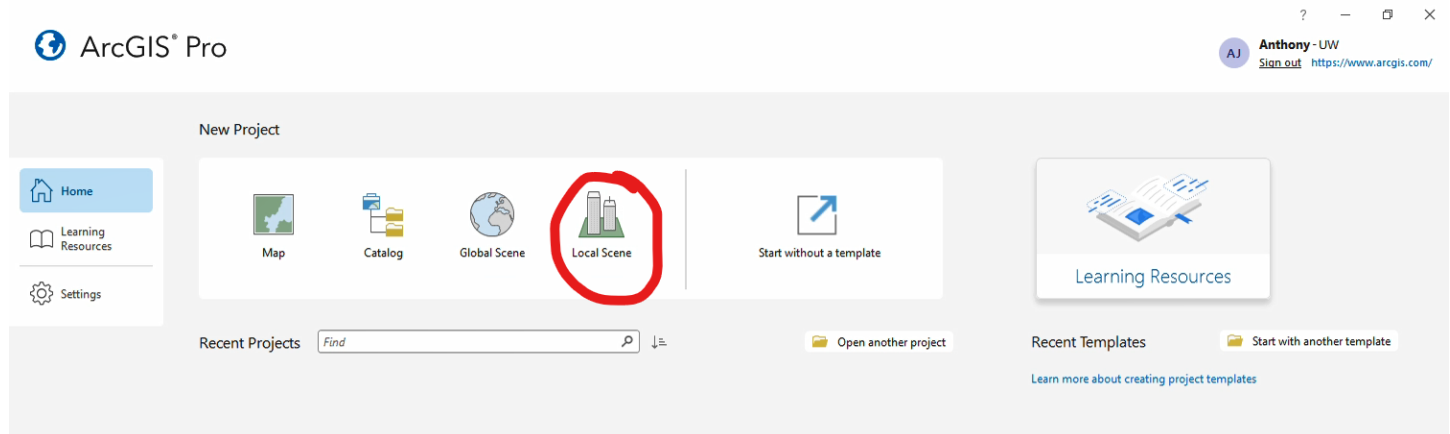 ?
ArcGIS® Pro
AJ
Anthony - UW
Sign out https://www.arcgis.com/
New Project
Home
Learning
Resources
Settings
Map
Catalog
Global Scene
Local Scene
Start without a template
Learning Resources
Recent Projects
Find
Open another project
Recent Templates
Start with another template
Learn more about creating project templates